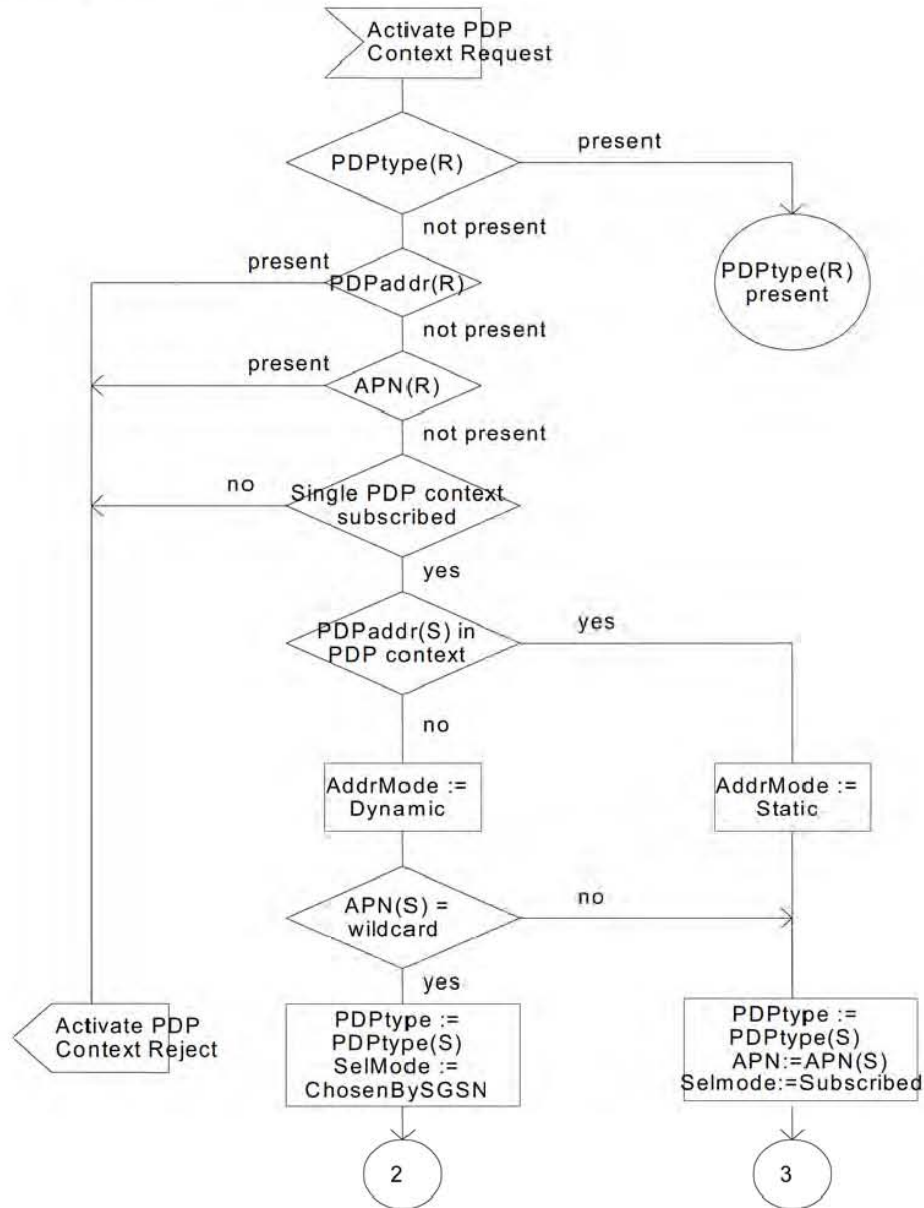 Activate PDP
Context Request
PDPtype(R)
present
not present
PDPtype(R)
present
present
PDPaddr(R)
not present
present
APN(R)
not present
no
Single PDP context
subscribed
yes
PDPaddr(S) in
PDP context
yes
no
AddrMode :=
Dynamic
AddrMode :=
Static
APN(S) =
wildcard
no
yes
Activate PDP
Context Reject
PDPtype :=
PDPtype(S)
SelMode :=
ChosenBySGSN
PDPtype :=
PDPtype(S)
APN:=APN(S)
Selmode:=Subscribed
2
3